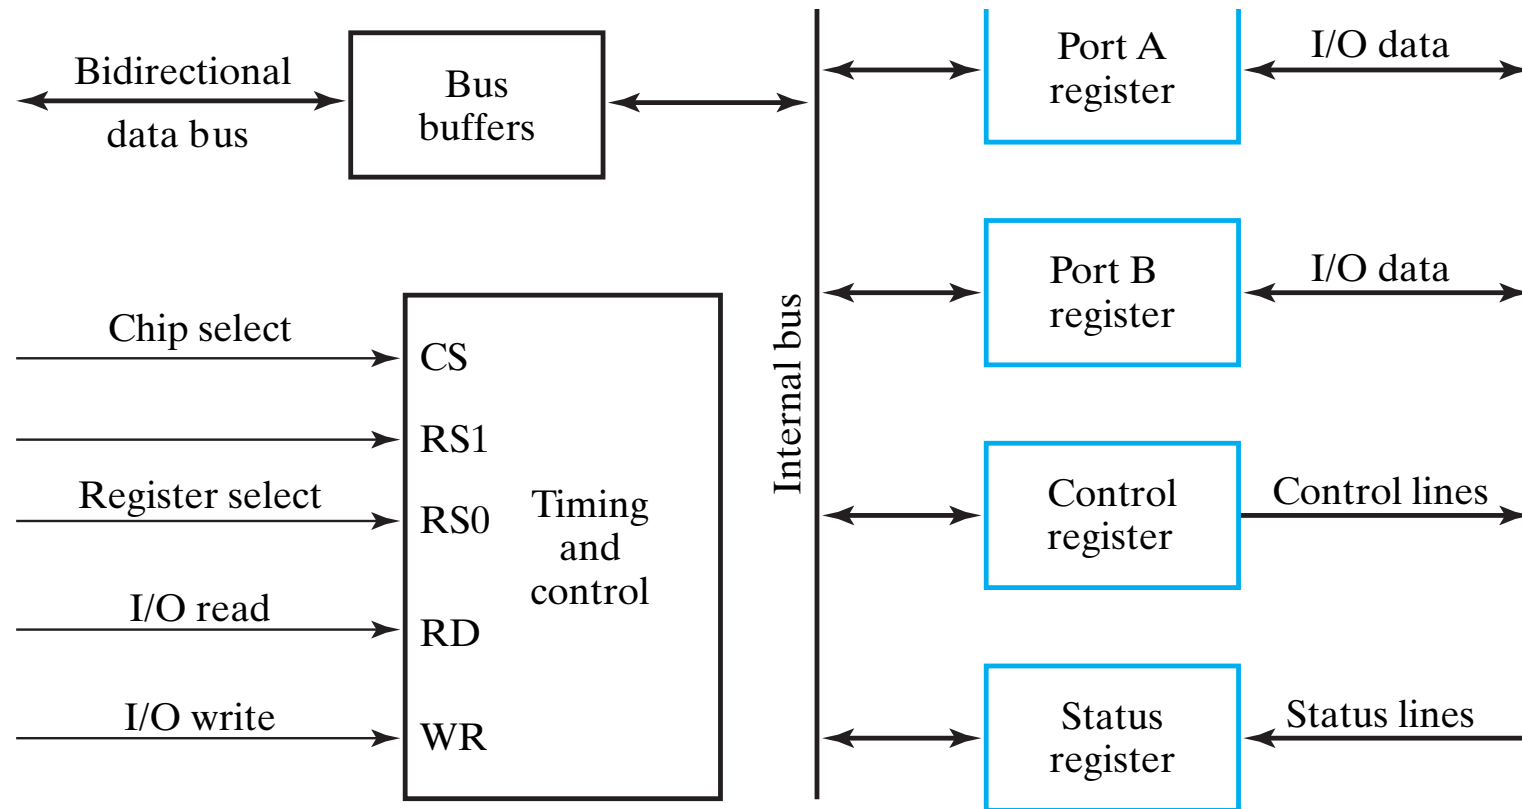 Bidirectional
data bus
Bus
buffers
Chip select
CS
RS1
Register select
RS0
I/O read
RD
I/O write
WR
Timing
and
control
Internal bus
Port A
register
I/O data
Port B
register
I/O data
Control
register
Control lines
Status
register
Status lines